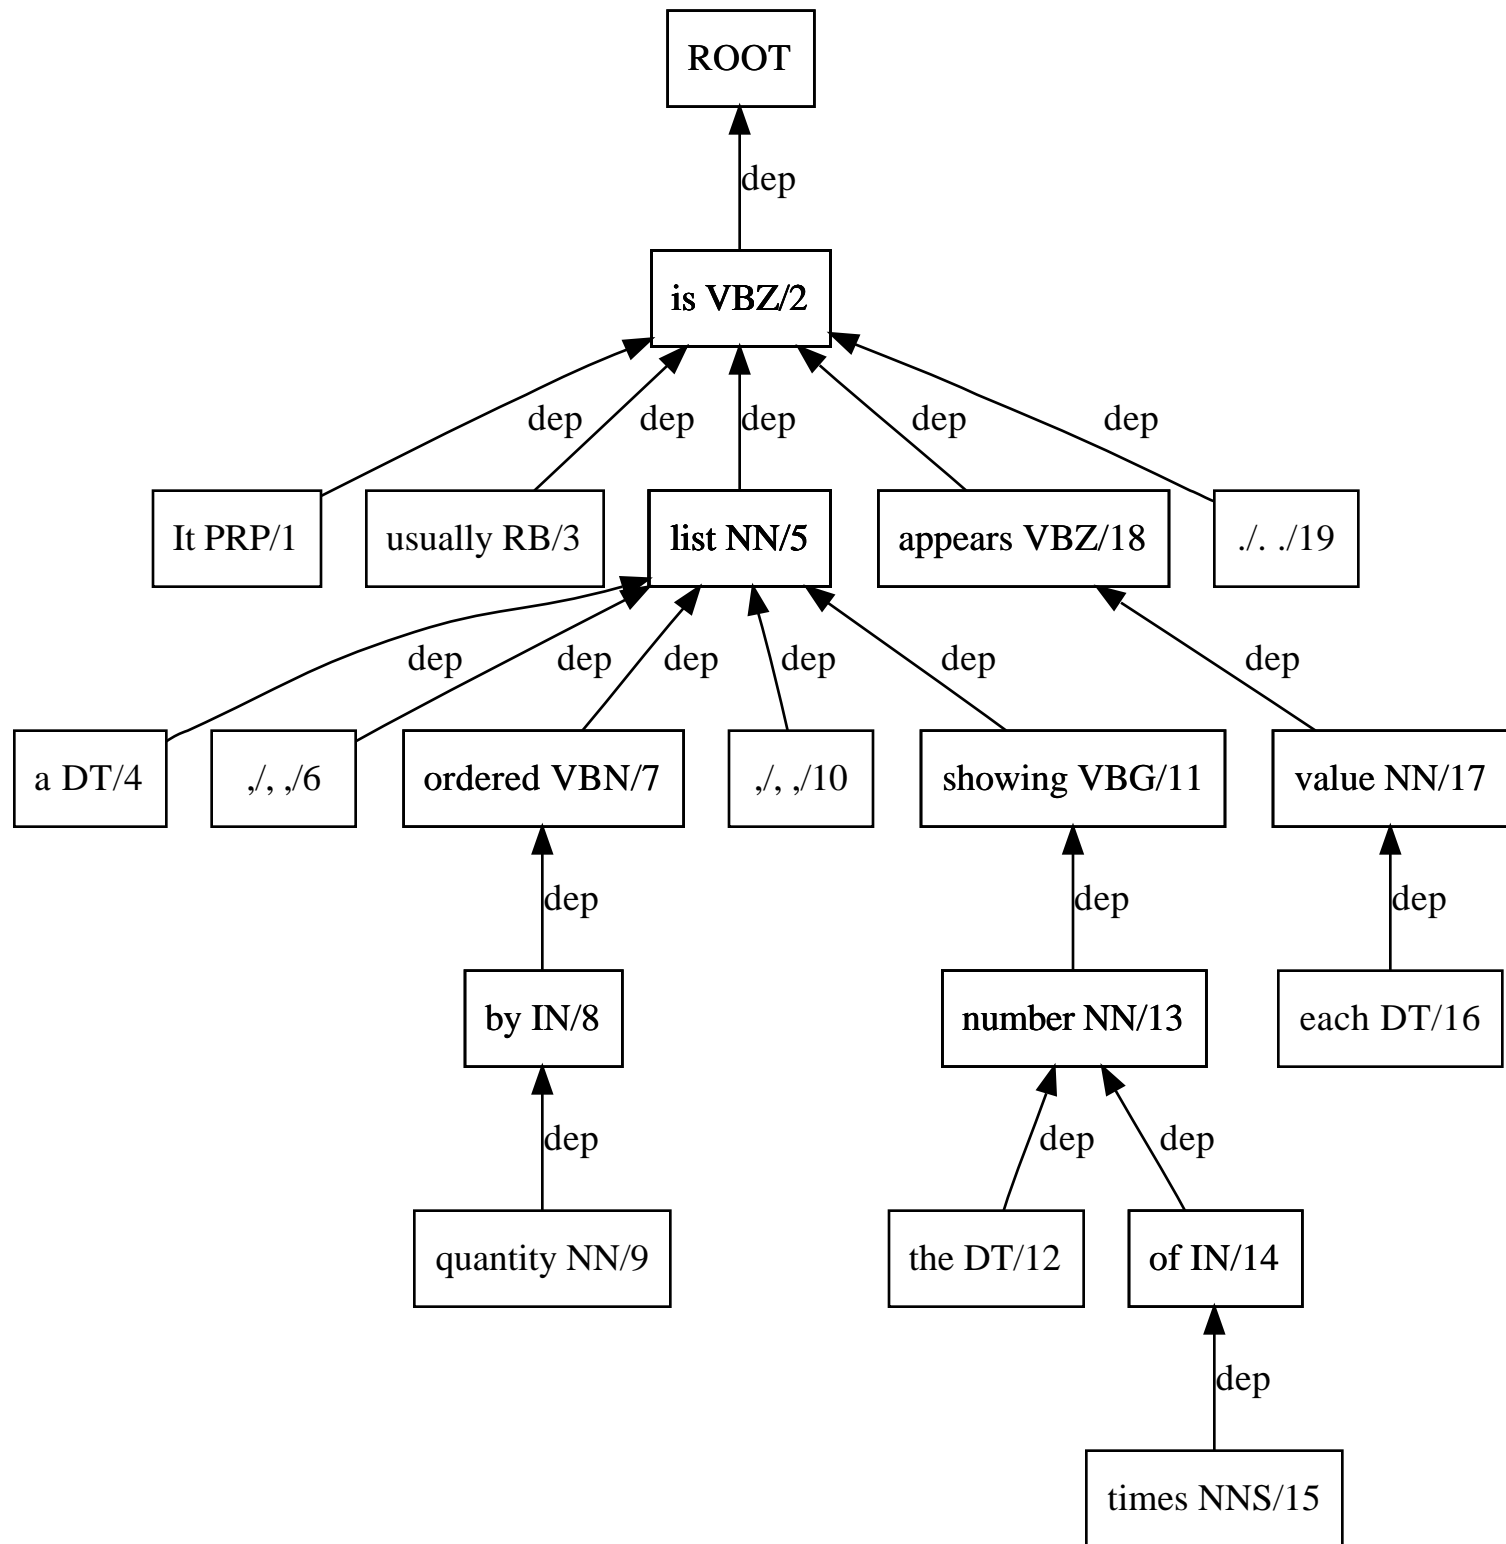 ROOT
dep
is VBZ/2
dep dep dep dep dep
It PRP/1 usually RB/3 list NN/5 appears VBZ/18 ./. ./19
dep dep dep dep dep dep
a DT/4 ,/, ,/6 ordered VBN/7 ,/, ,/10 showing VBG/11 value NN/17
dep dep dep
by IN/8 number NN/13 each DT/16
dep dep dep
quantity NN/9 the DT/12 of IN/14
dep
times NNS/15